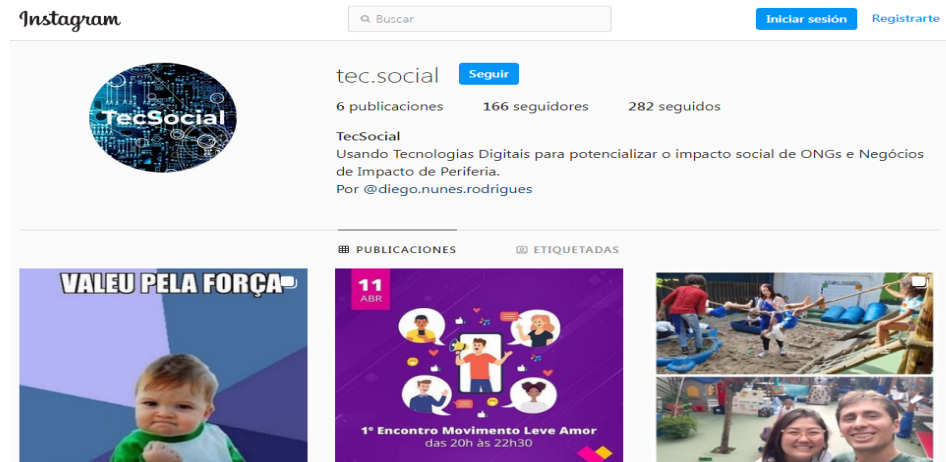 Instagram
Buscar
Iniciar sesión
Registrarte
TecSocial
tec.social
Seguir
6 publicaciones 166 seguidores 282 seguidos
TecSocial
Usando Tecnologias Digitais para potencializar o impacto social de ONGs e Negócios
de Impacto de Periferia.
Por @diego.nunes.rodrigues
PUBLICACIONES
ETIQUETADAS
VALEU PELA FORÇA
11
ABR
1º Encontro Movimento Leve Amor
das 20h às 22h30